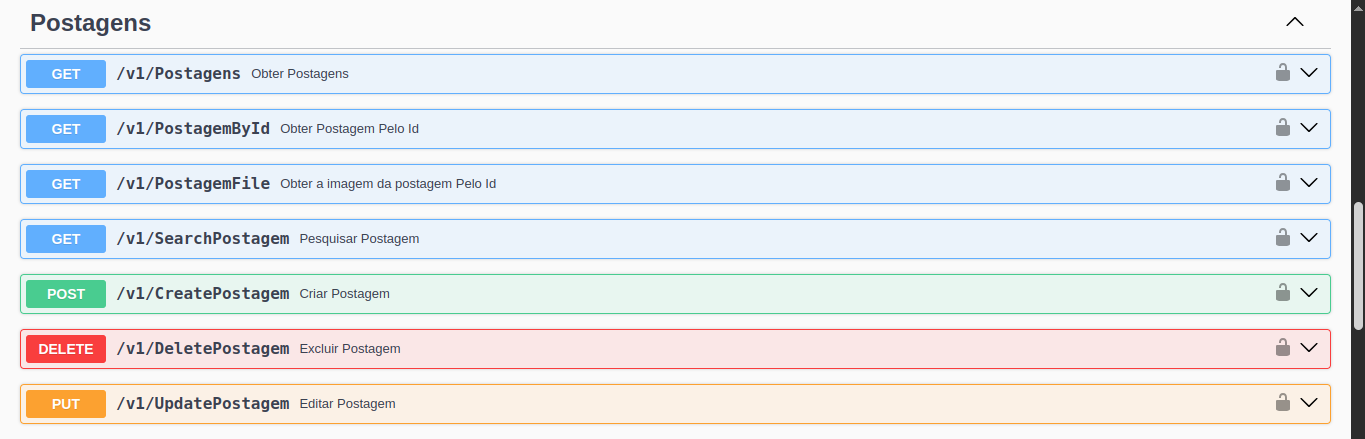 Postagens
GET /v1/Postagens Obter Postagens
GET /v1/PostagemById Obter Postagem Pelo Id
GET /v1/PostagemFile Obter a imagem da postagem Pelo Id
GET /v1/SearchPostagem Pesquisar Postagem
POST /v1/CreatePostagem Criar Postagem
DELETE /v1/DeletePostagem Excluir Postagem
PUT /v1/UpdatePostagem Editar Postagem